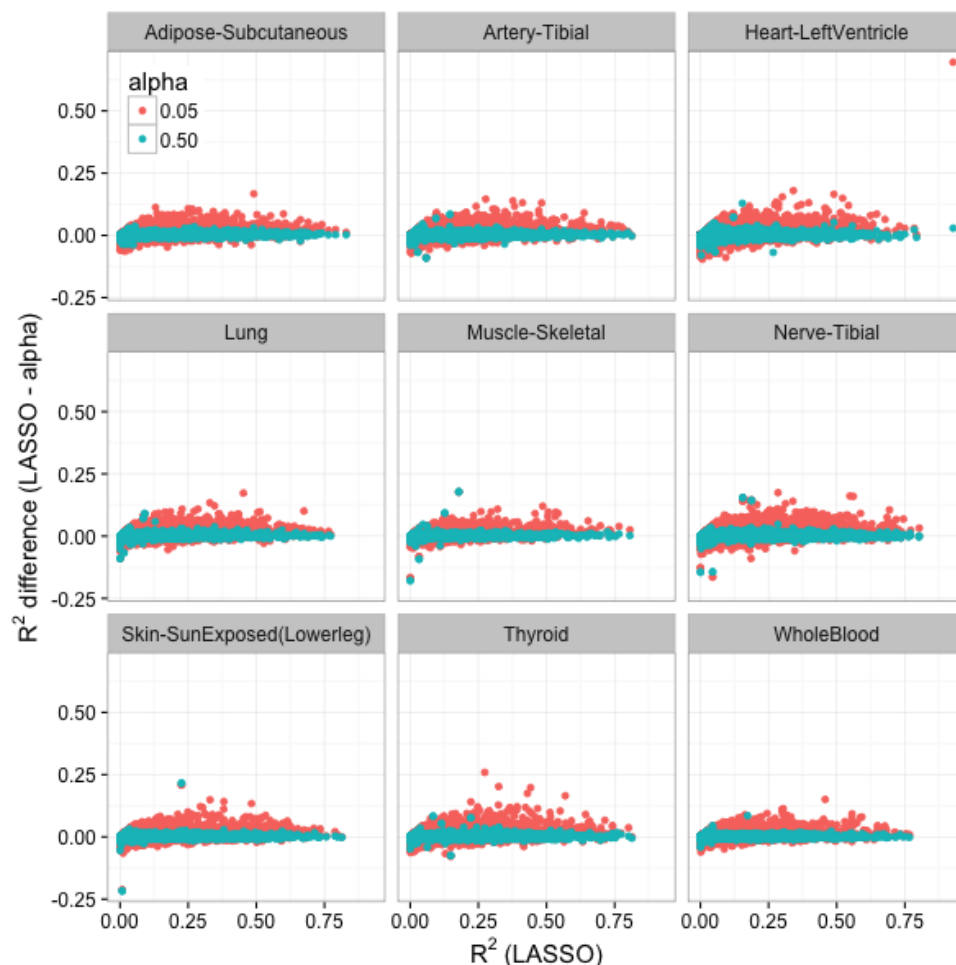 Adipose-Subcutaneous
Artery-Tibial
Heart-LeftVentricle
alpha
0.05
0.50
0.50
0.25
0.00
-0.25
Lung
Muscle-Skeletal
Nerve-Tibial
0.50
0.25
0.00
-0.25
R² difference (LASSO - alpha)
Skin-SunExposed(Lowerleg)
Thyroid
WholeBlood
0.50
0.25
0.00
-0.25
0.00 0.25 0.50 0.75
0.00 0.25 0.50 0.75
0.00 0.25 0.50 0.75
R² (LASSO)